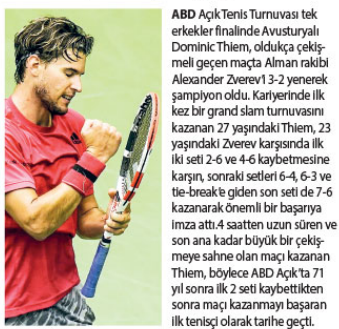 ABD Açık Tenis Turnuvası tek
erkekler finalinde Avusturyalı
Dominic Thiem, oldukça çekiş-
meli geçen maçta Alman rakibi
Alexander Zverev'i 3-2 yenerek
şampiyon oldu. Kariyerinde ilk
kez bir grand slam turnuvasını
kazanan 27 yaşındaki Thiem, 23
yaşındaki Zverev karşısında ilk
iki seti 2-6 ve 4-6 kaybetmesine
karşın, sonraki setleri 6-4, 6-3 ve
tie-break'e giden son seti de 7-6
kazanarak önemli bir başarıya
imza attı.4 saatten uzun süren ve
son ana kadar büyük bir çekiş-
meye sahne olan maçı kazanan
Thiem, böylece ABD Açık'ta 71
yıl sonra ilk 2 seti kaybettikten
sonra maçı kazanmayı başaran
ilk tenisçi olarak tarihe geçti.